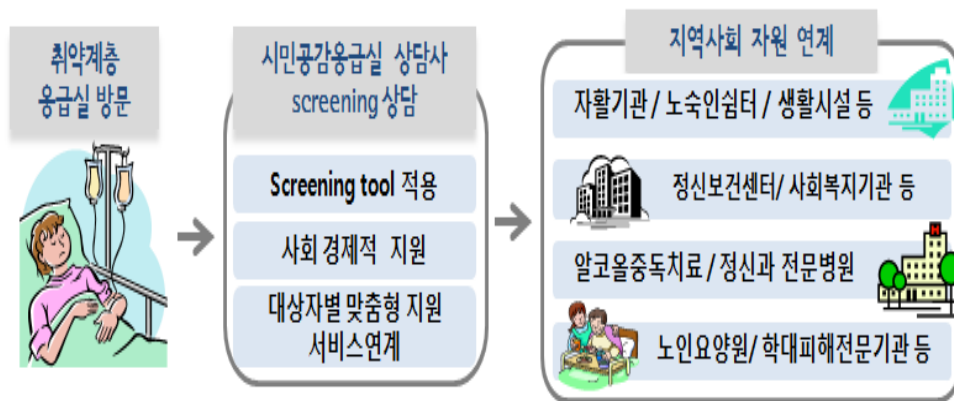 취약계층
응급실 방문
시민공감응급실 상담사
screening 상담
Screening tool 적용
사회 경제적 지원
대상자별 맞춤형 지원
서비스연계
지역사회 자원 연계
자활기관 / 노숙인쉼터 / 생활시설 등
정신보건센터/ 사회복지기관 등
알코올중독치료 / 정신과 전문병원
H
노인요양원/ 학대피해전문기관 등